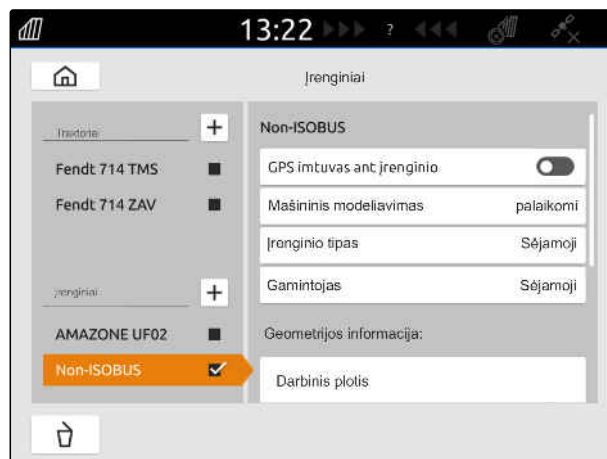 13:22 ?
Įrenginiai
Traktoriai
Fendt 714 TMS
Fendt 714 ZAV
Įrenginiai
AMAZONE UF02
Non-ISOBUS
Non-ISOBUS
GPS imtuvas ant įrenginio
Mašininis modeliavimas palaikomi
Įrenginio tipas Sėjamoji
Gamintojas Sėjamoji
Geometrijos informacija:
Darbinis plotis